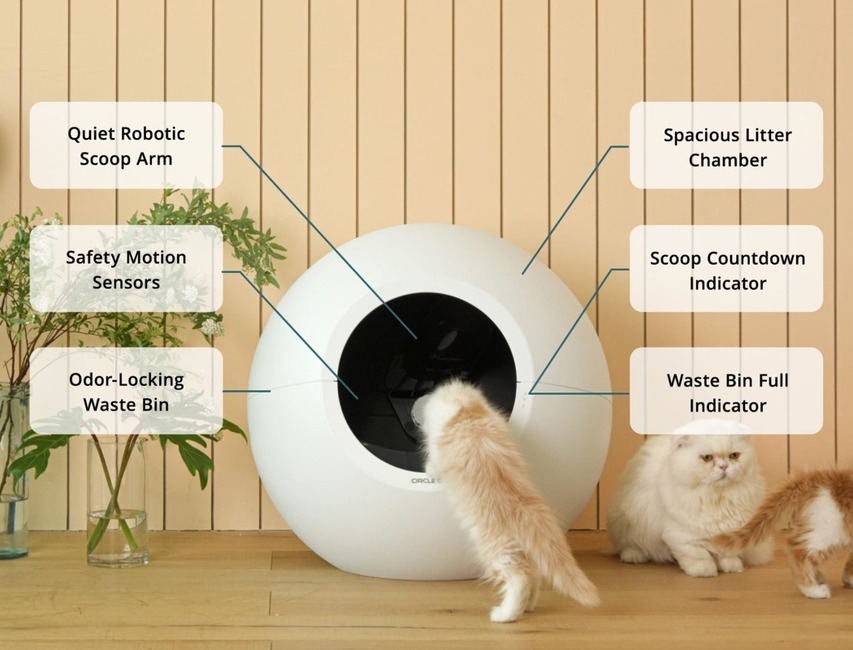 Quiet Robotic
Scoop Arm
Spacious Litter
Chamber
Safety Motion
Sensors
Scoop Countdown
Indicator
Odor-Locking
Waste Bin
Waste Bin Full
Indicator
CIRCLE